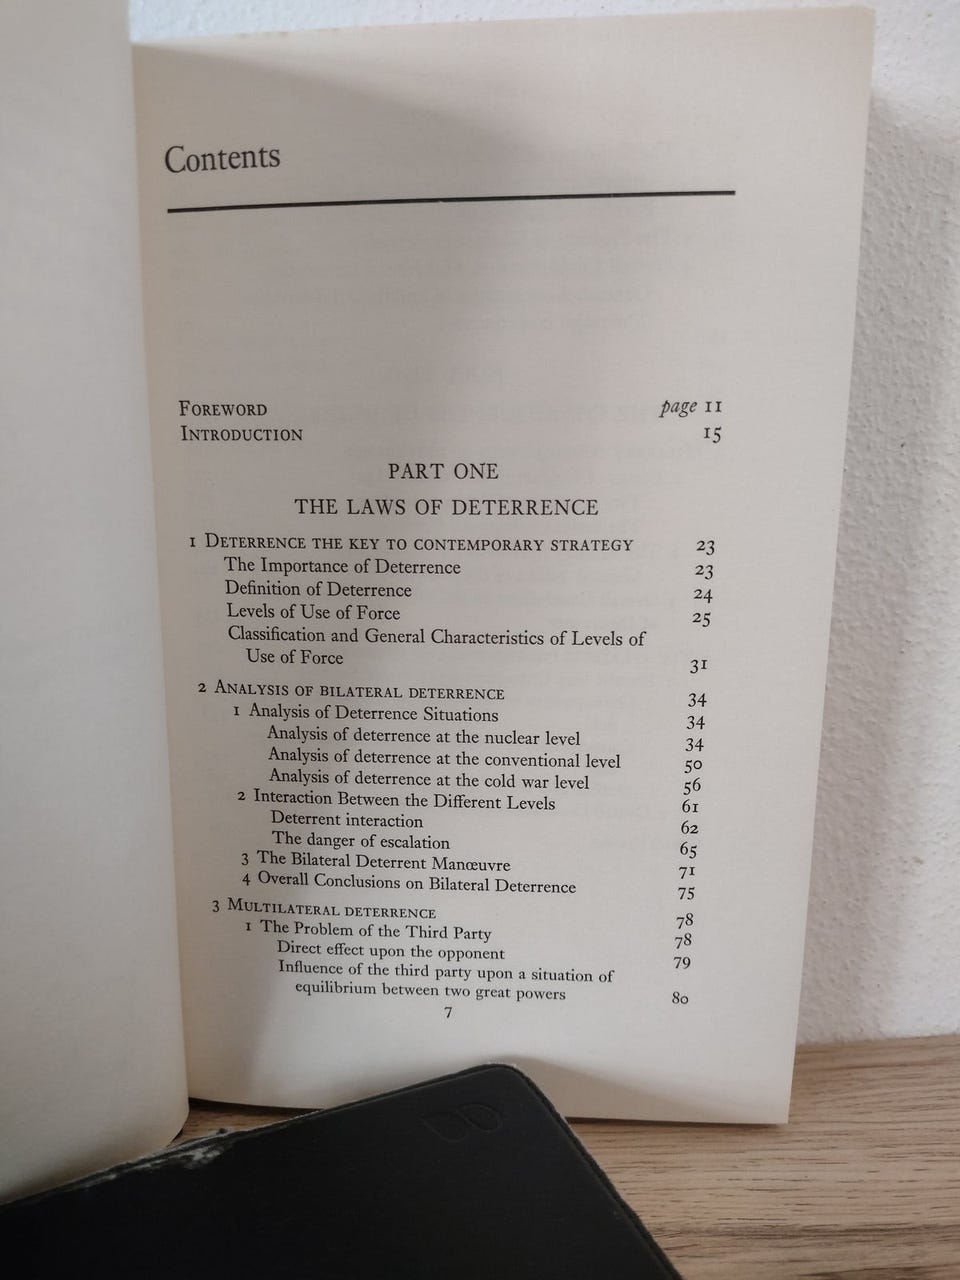 Contents
FOREWORD page 11
INTRODUCTION 15
PART ONE
THE LAWS OF DETERRENCE
1 DETERRENCE THE KEY TO CONTEMPORARY STRATEGY 23
The Importance of Deterrence 23
Definition of Deterrence 24
Levels of Use of Force 25
Classification and General Characteristics of Levels of
Use of Force 31
2 ANALYSIS OF BILATERAL DETERRENCE 34
1 Analysis of Deterrence Situations 34
Analysis of deterrence at the nuclear level 34
Analysis of deterrence at the conventional level 50
Analysis of deterrence at the cold war level 56
2 Interaction Between the Different Levels 61
Deterrent interaction 62
The danger of escalation 65
3 The Bilateral Deterrent Manœuvre 71
4 Overall Conclusions on Bilateral Deterrence 75
3 MULTILATERAL DETERRENCE 78
1 The Problem of the Third Party 78
Direct effect upon the opponent 79
Influence of the third party upon a situation of
equilibrium between two great powers 80
7